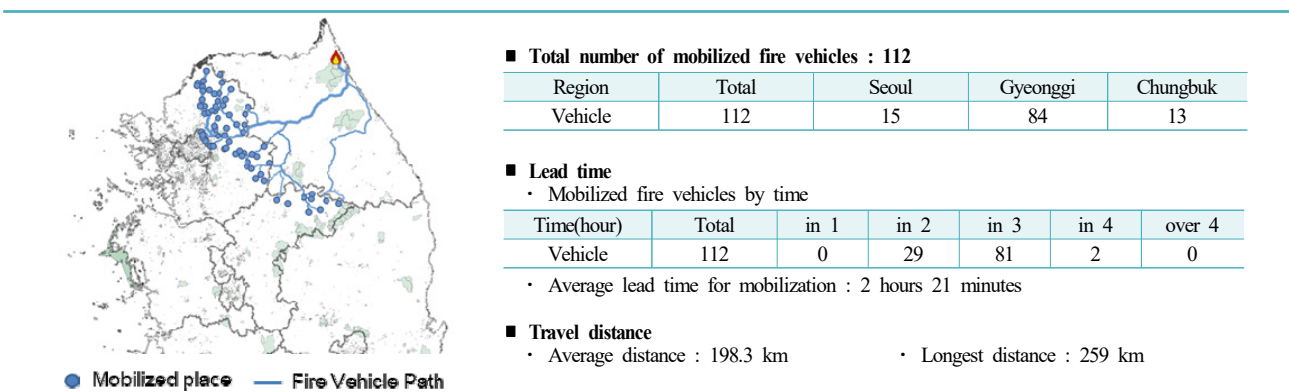 ■ Total number of mobilized fire vehicles : 112
Region Total Seoul Gyeonggi Chungbuk
Vehicle 112 15 84 13
■ Lead time
· Mobilized fire vehicles by time
Time(hour) Total in 1 in 2 in 3 in 4 over 4
Vehicle 112 0 29 81 2 0
· Average lead time for mobilization : 2 hours 21 minutes
■ Travel distance
· Average distance : 198.3 km · Longest distance : 259 km
Mobilized place Fire Vehicle Path